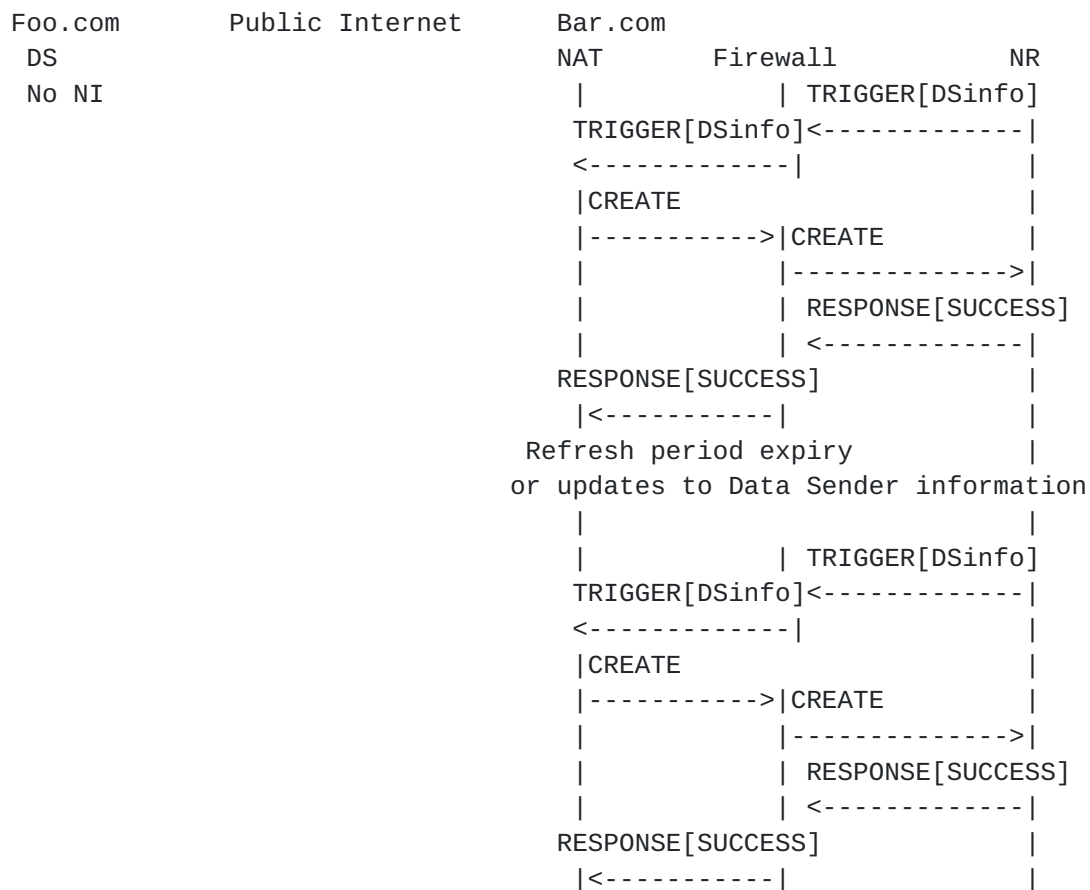 Foo.com       Public Internet      Bar.com
 DS                                NAT       Firewall           NR
 No NI                              |            | TRIGGER[DSinfo]
                                    TRIGGER[DSinfo]<-------------|
                                    <-------------|              |
                                    |CREATE                      |
                                    |----------->|CREATE         |
                                    |            |-------------->|
                                    |            | RESPONSE[SUCCESS]
                                    |            | <-------------|
                                   RESPONSE[SUCCESS]             |
                                    |<-----------|               |
                                 Refresh period expiry           |
                                or updates to Data Sender information
                                    |                            |
                                    |            | TRIGGER[DSinfo]
                                    TRIGGER[DSinfo]<-------------|
                                    <-------------|              |
                                    |CREATE                      |
                                    |----------->|CREATE         |
                                    |            |-------------->|
                                    |            | RESPONSE[SUCCESS]
                                    |            | <-------------|
                                   RESPONSE[SUCCESS]             |
                                    |<-----------|               |